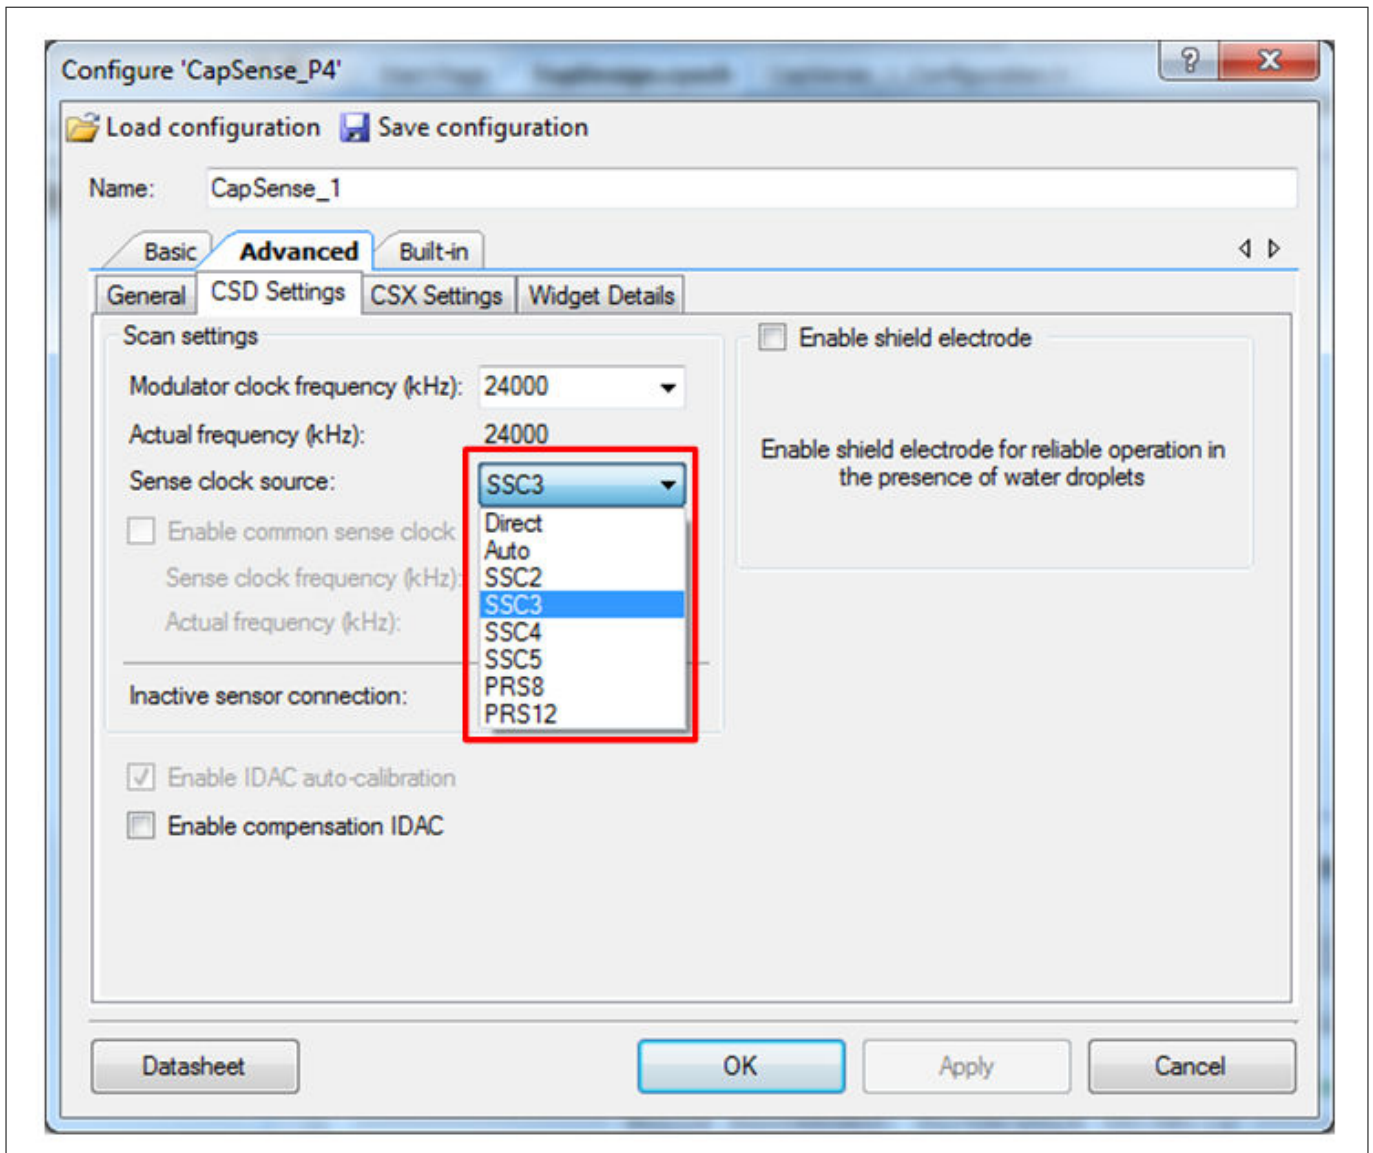 Configure 'CapSense_P4'
Load configuration Save configuration
Name: CapSense_1
Basic Advanced Built-in
General CSD Settings CSX Settings Widget Details
Scan settings
Enable shield electrode
Modulator clock frequency (kHz): 24000
Actual frequency (kHz): 24000
Enable shield electrode for reliable operation in
the presence of water droplets
Sense clock source: SSC3
Direct
Enable common sense clock
Auto
Sense clock frequency (kHz):
SSC2
SSC3
Actual frequency (kHz):
SSC4
SSC5
Inactive sensor connection:
PRS8
PRS12
Enable IDAC auto-calibration
Enable compensation IDAC
Datasheet OK Apply Cancel